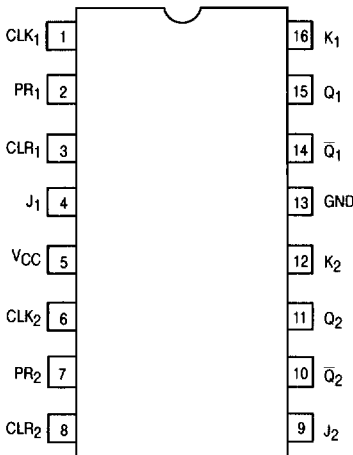 CLK₁ 1 16 K₁
PR₁ 2 15 Q₁
CLR₁ 3 14 Q̅₁
J₁ 4 13 GND
VCC 5 12 K₂
CLK₂ 6 11 Q₂
PR₂ 7 10 Q̅₂
CLR₂ 8 9 J₂